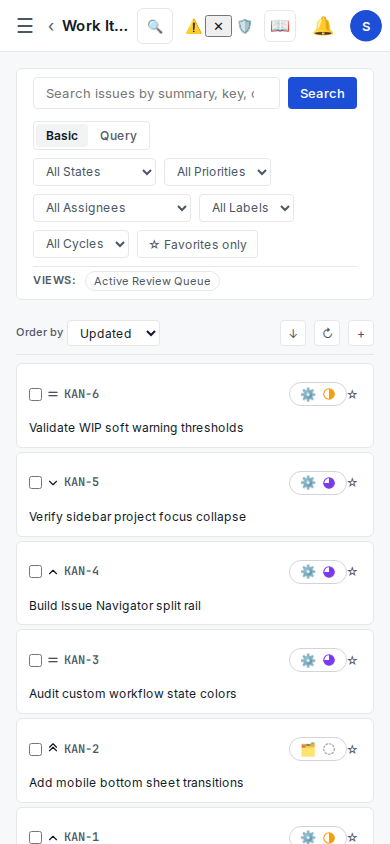 Work It...
S
Search issues by summary, key, c
Search
Basic Query
All States All Priorities
All Assignees All Labels
All Cycles ☆ Favorites only
VIEWS: Active Review Queue
Order by Updated
KAN-6
Validate WIP soft warning thresholds
KAN-5
Verify sidebar project focus collapse
KAN-4
Build Issue Navigator split rail
KAN-3
Audit custom workflow state colors
KAN-2
Add mobile bottom sheet transitions
KAN-1